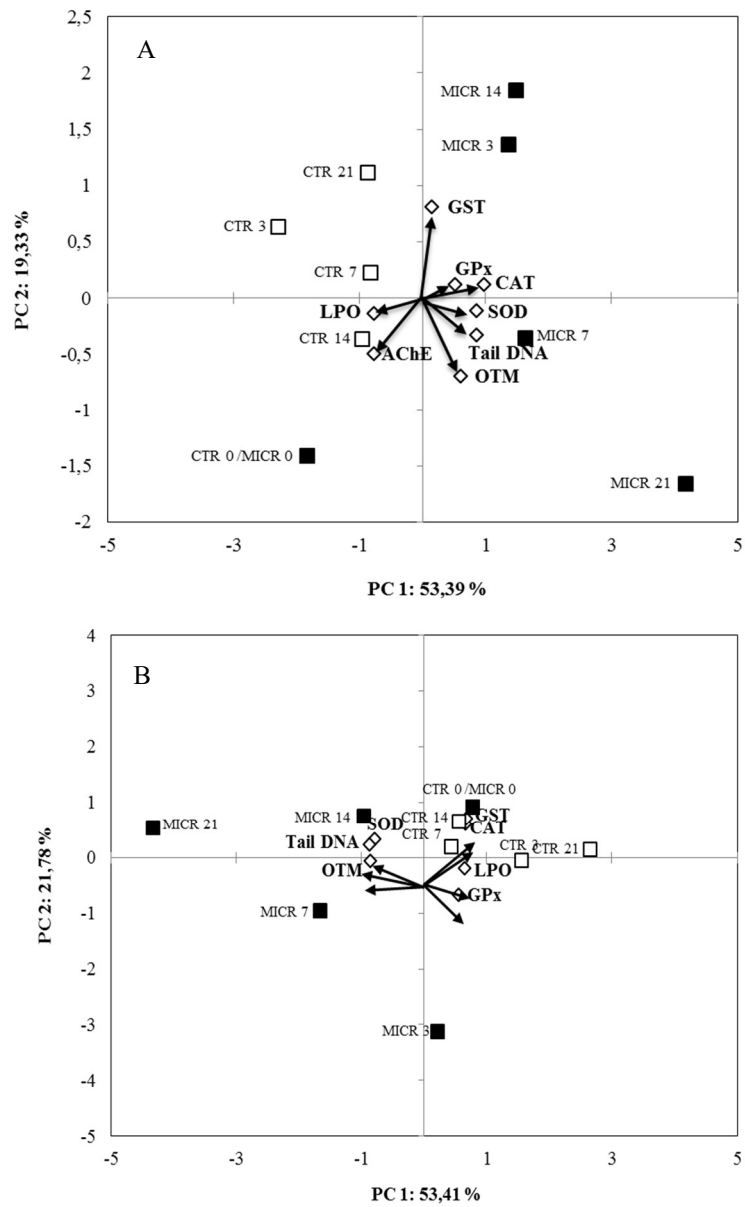 2,5
A
2
MICR 14
1,5
MICR 3
CTR 21
1
GST
CTR 3
0,5
CTR 7
GPx
CAT
0
LPO
SOD
CTR 14
MICR 7
AChE
Tail DNA
-0,5
OTM
-1
CTR 0 /MICR 0
-1,5
MICR 21
-2
-5 -3 -1 1 3 5
PC 2: 19,33 %
PC 1: 53,39 %
4
B
3
2
CTR 0 /MICR 0
1
MICR 21
MICR 14
CTR 14
GST
SOD
CTR 7
CAT
Tail DNA
CTR 3
CTR 21
0
OTM
LPO
GPx
MICR 7
-1
-2
-3
MICR 3
-4
-5
-5 -3 -1 1 3 5
PC 2: 21,78 %
PC 1: 53,41 %